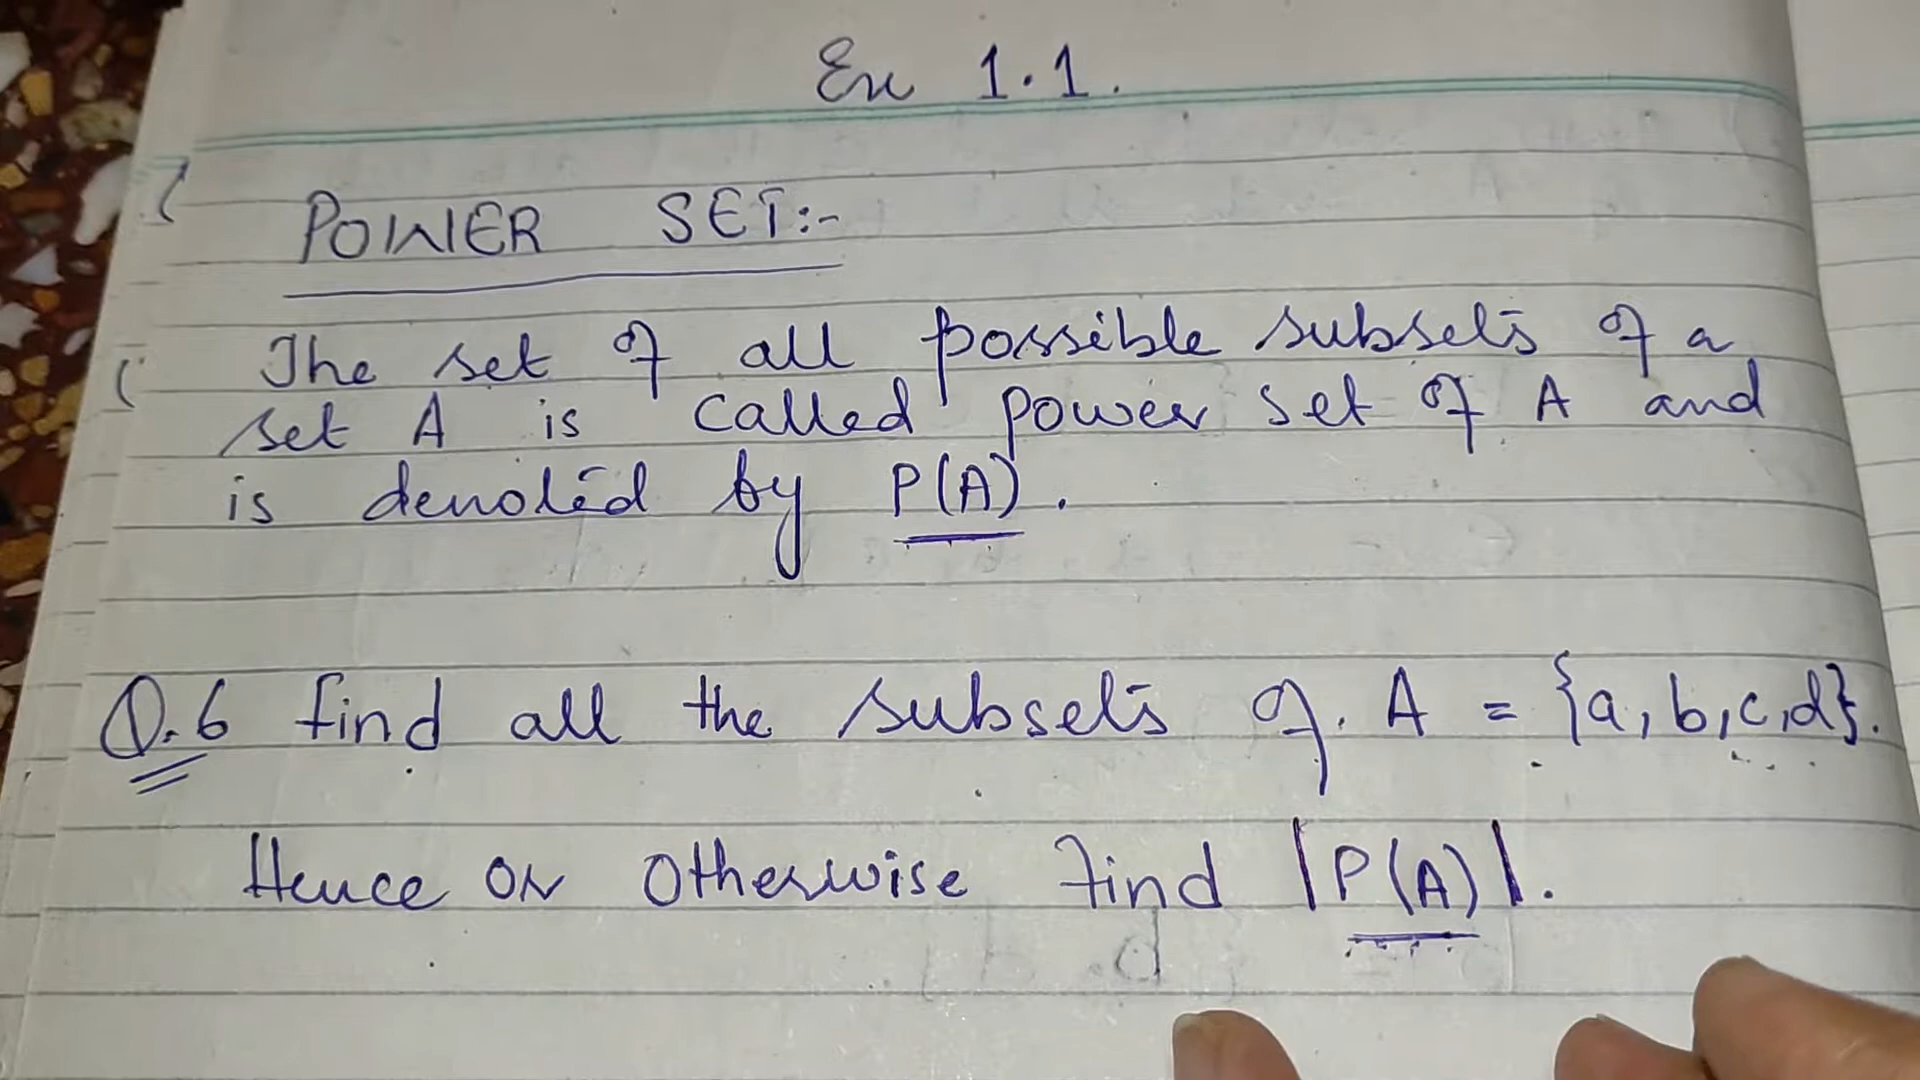 Ex 1.1.
POWER SET:-
The set of all possible subsets of a
set A is called power set of A and
is denoted by P(A).
Q.6 find all the subsets of. A = {a, b, c, d}.
Hence or Otherwise find |P(A)|.